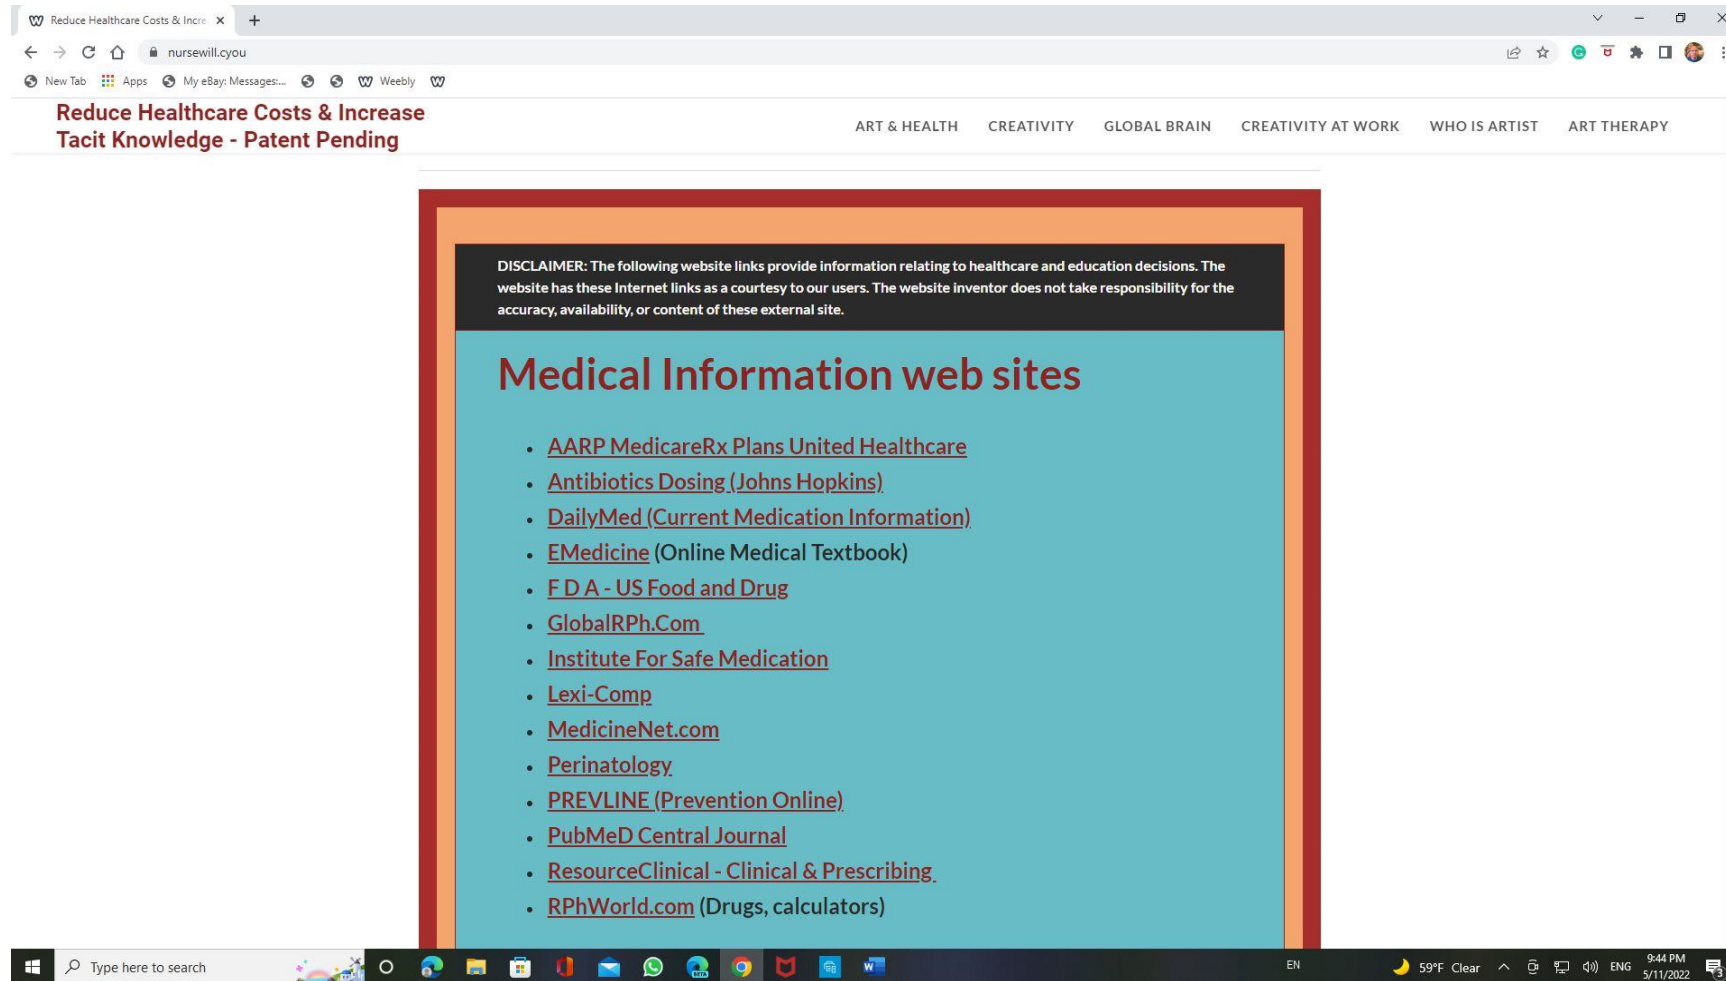 Reduce Healthcare Costs & Incre
nursewill.cyou
New Tab Apps My eBay: Messages:... Weebly
Reduce Healthcare Costs & Increase
Tacit Knowledge - Patent Pending
ART & HEALTH CREATIVITY GLOBAL BRAIN CREATIVITY AT WORK WHO IS ARTIST ART THERAPY
DISCLAIMER: The following website links provide information relating to healthcare and education decisions. The
website has these Internet links as a courtesy to our users. The website inventor does not take responsibility for the
accuracy, availability, or content of these external site.
Medical Information web sites
AARP MedicareRx Plans United Healthcare
Antibiotics Dosing (Johns Hopkins)
DailyMed (Current Medication Information)
EMedicine (Online Medical Textbook)
F D A - US Food and Drug
GlobalRPh.Com
Institute For Safe Medication
Lexi-Comp
MedicineNet.com
Perinatology
PREVLINE (Prevention Online)
PubMeD Central Journal
ResourceClinical - Clinical & Prescribing
RPhWorld.com (Drugs, calculators)
Type here to search
EN
59°F Clear
ENG
9:44 PM
5/11/2022
3